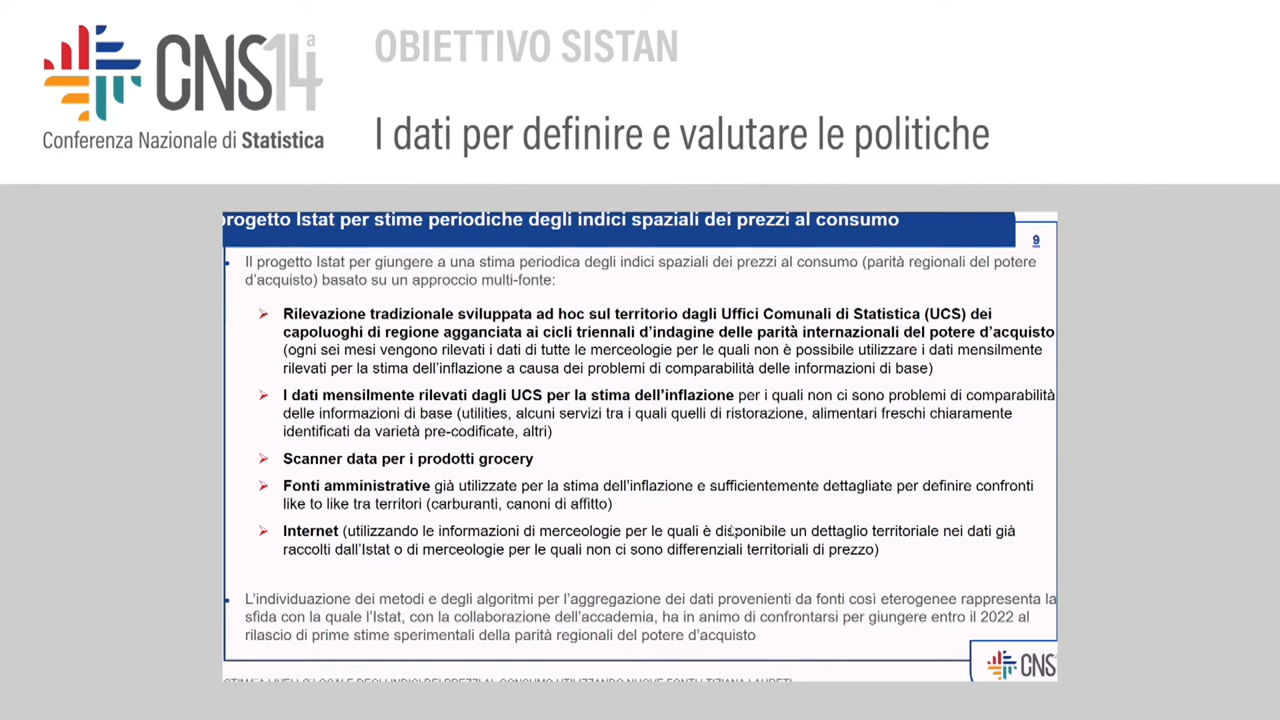 CNS14ª
Conferenza Nazionale di Statistica
OBIETTIVO SISTAN
I dati per definire e valutare le politiche
progetto Istat per stime periodiche degli indici spaziali dei prezzi al consumo
9
• Il progetto Istat per giungere a una stima periodica degli indici spaziali dei prezzi al consumo (parità regionali del potere
d'acquisto) basato su un approccio multi-fonte:
➢ Rilevazione tradizionale sviluppata ad hoc sul territorio dagli Uffici Comunali di Statistica (UCS) dei
capoluoghi di regione agganciata ai cicli triennali d'indagine delle parità internazionali del potere d'acquisto
(ogni sei mesi vengono rilevati i dati di tutte le merceologie per le quali non è possibile utilizzare i dati mensilmente
rilevati per la stima dell'inflazione a causa dei problemi di comparabilità delle informazioni di base)
➢ I dati mensilmente rilevati dagli UCS per la stima dell'inflazione per i quali non ci sono problemi di comparabilità
delle informazioni di base (utilities, alcuni servizi tra i quali quelli di ristorazione, alimentari freschi chiaramente
identificati da varietà pre-codificate, altri)
➢ Scanner data per i prodotti grocery
➢ Fonti amministrative già utilizzate per la stima dell'inflazione e sufficientemente dettagliate per definire confronti
like to like tra territori (carburanti, canoni di affitto)
➢ Internet (utilizzando le informazioni di merceologie per le quali è disponibile un dettaglio territoriale nei dati già
raccolti dall'Istat o di merceologie per le quali non ci sono differenziali territoriali di prezzo)
• L'individuazione dei metodi e degli algoritmi per l'aggregazione dei dati provenienti da fonti così eterogenee rappresenta la
sfida con la quale l'Istat, con la collaborazione dell'accademia, ha in animo di confrontarsi per giungere entro il 2022 al
rilascio di prime stime sperimentali della parità regionali del potere d'acquisto
CNS